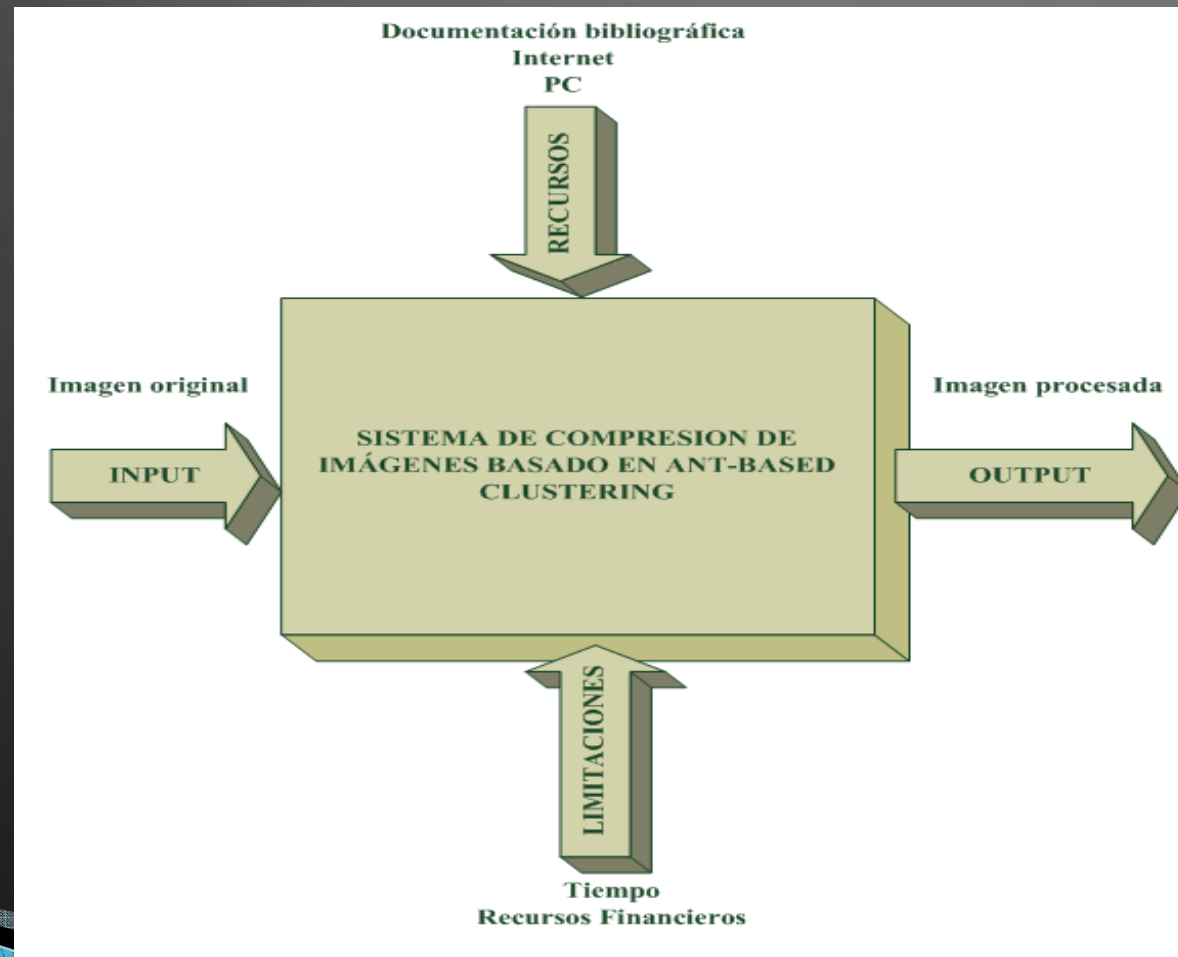 Documentación bibliográfica
Internet
PC
RECURSOS
Imagen original
Imagen procesada
INPUT
SISTEMA DE COMPRESION DE
IMÁGENES BASADO EN ANT-BASED
CLUSTERING
OUTPUT
LIMITACIONES
Tiempo
Recursos Financieros